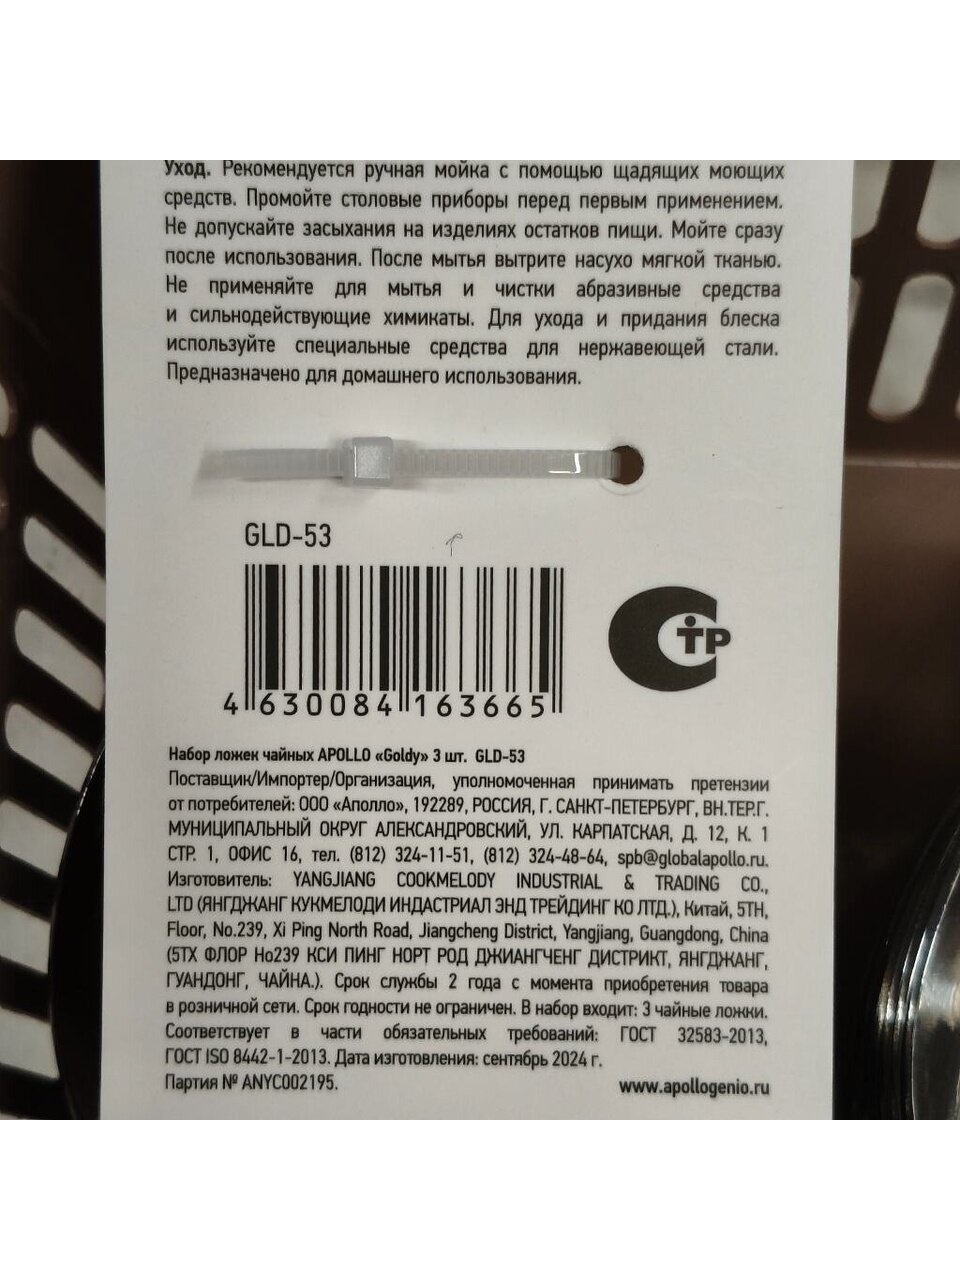 Уход. Рекомендуется ручная мойка с помощью щадящих моющих
средств. Промойте столовые приборы перед первым применением.
Не допускайте засыхания на изделиях остатков пищи. Мойте сразу
после использования. После мытья вытрите насухо мягкой тканью.
Не применяйте для мытья и чистки абразивные средства
и сильнодействующие химикаты. Для ухода и придания блеска
используйте специальные средства для нержавеющей стали.
Предназначено для домашнего использования.
GLD-53
4 630084 163665
СТР
Набор ложек чайных APOLLO «Goldy» 3 шт. GLD-53
Поставщик/Импортер/Организация, уполномоченная принимать претензии
от потребителей: ООО «Аполло», 192289, РОССИЯ, Г. САНКТ-ПЕТЕРБУРГ, ВН.ТЕР.Г.
МУНИЦИПАЛЬНЫЙ ОКРУГ АЛЕКСАНДРОВСКИЙ, УЛ. КАРПАТСКАЯ, Д. 12, К. 1
СТР. 1, ОФИС 16, тел. (812) 324-11-51, (812) 324-48-64, spb@globalapollo.ru.
Изготовитель: YANGJIANG COOKMELODY INDUSTRIAL & TRADING CO.,
LTD (ЯНГДЖАНГ КУКМЕЛОДИ ИНДАСТРИАЛ ЭНД ТРЕЙДИНГ КО ЛТД.), Китай, 5TH,
Floor, No.239, Xi Ping North Road, Jiangcheng District, Yangjiang, Guangdong, China
(5ТХ ФЛОР Но239 КСИ ПИНГ НОРТ РОД ДЖИАНГЧЕНГ ДИСТРИКТ, ЯНГДЖАНГ,
ГУАНДОНГ, ЧАЙНА.). Срок службы 2 года с момента приобретения товара
в розничной сети. Срок годности не ограничен. В набор входит: 3 чайные ложки.
Соответствует в части обязательных требований: ГОСТ 32583-2013,
ГОСТ ISO 8442-1-2013. Дата изготовления: сентябрь 2024 г.
Партия № ANYC002195.
www.apollogenio.ru